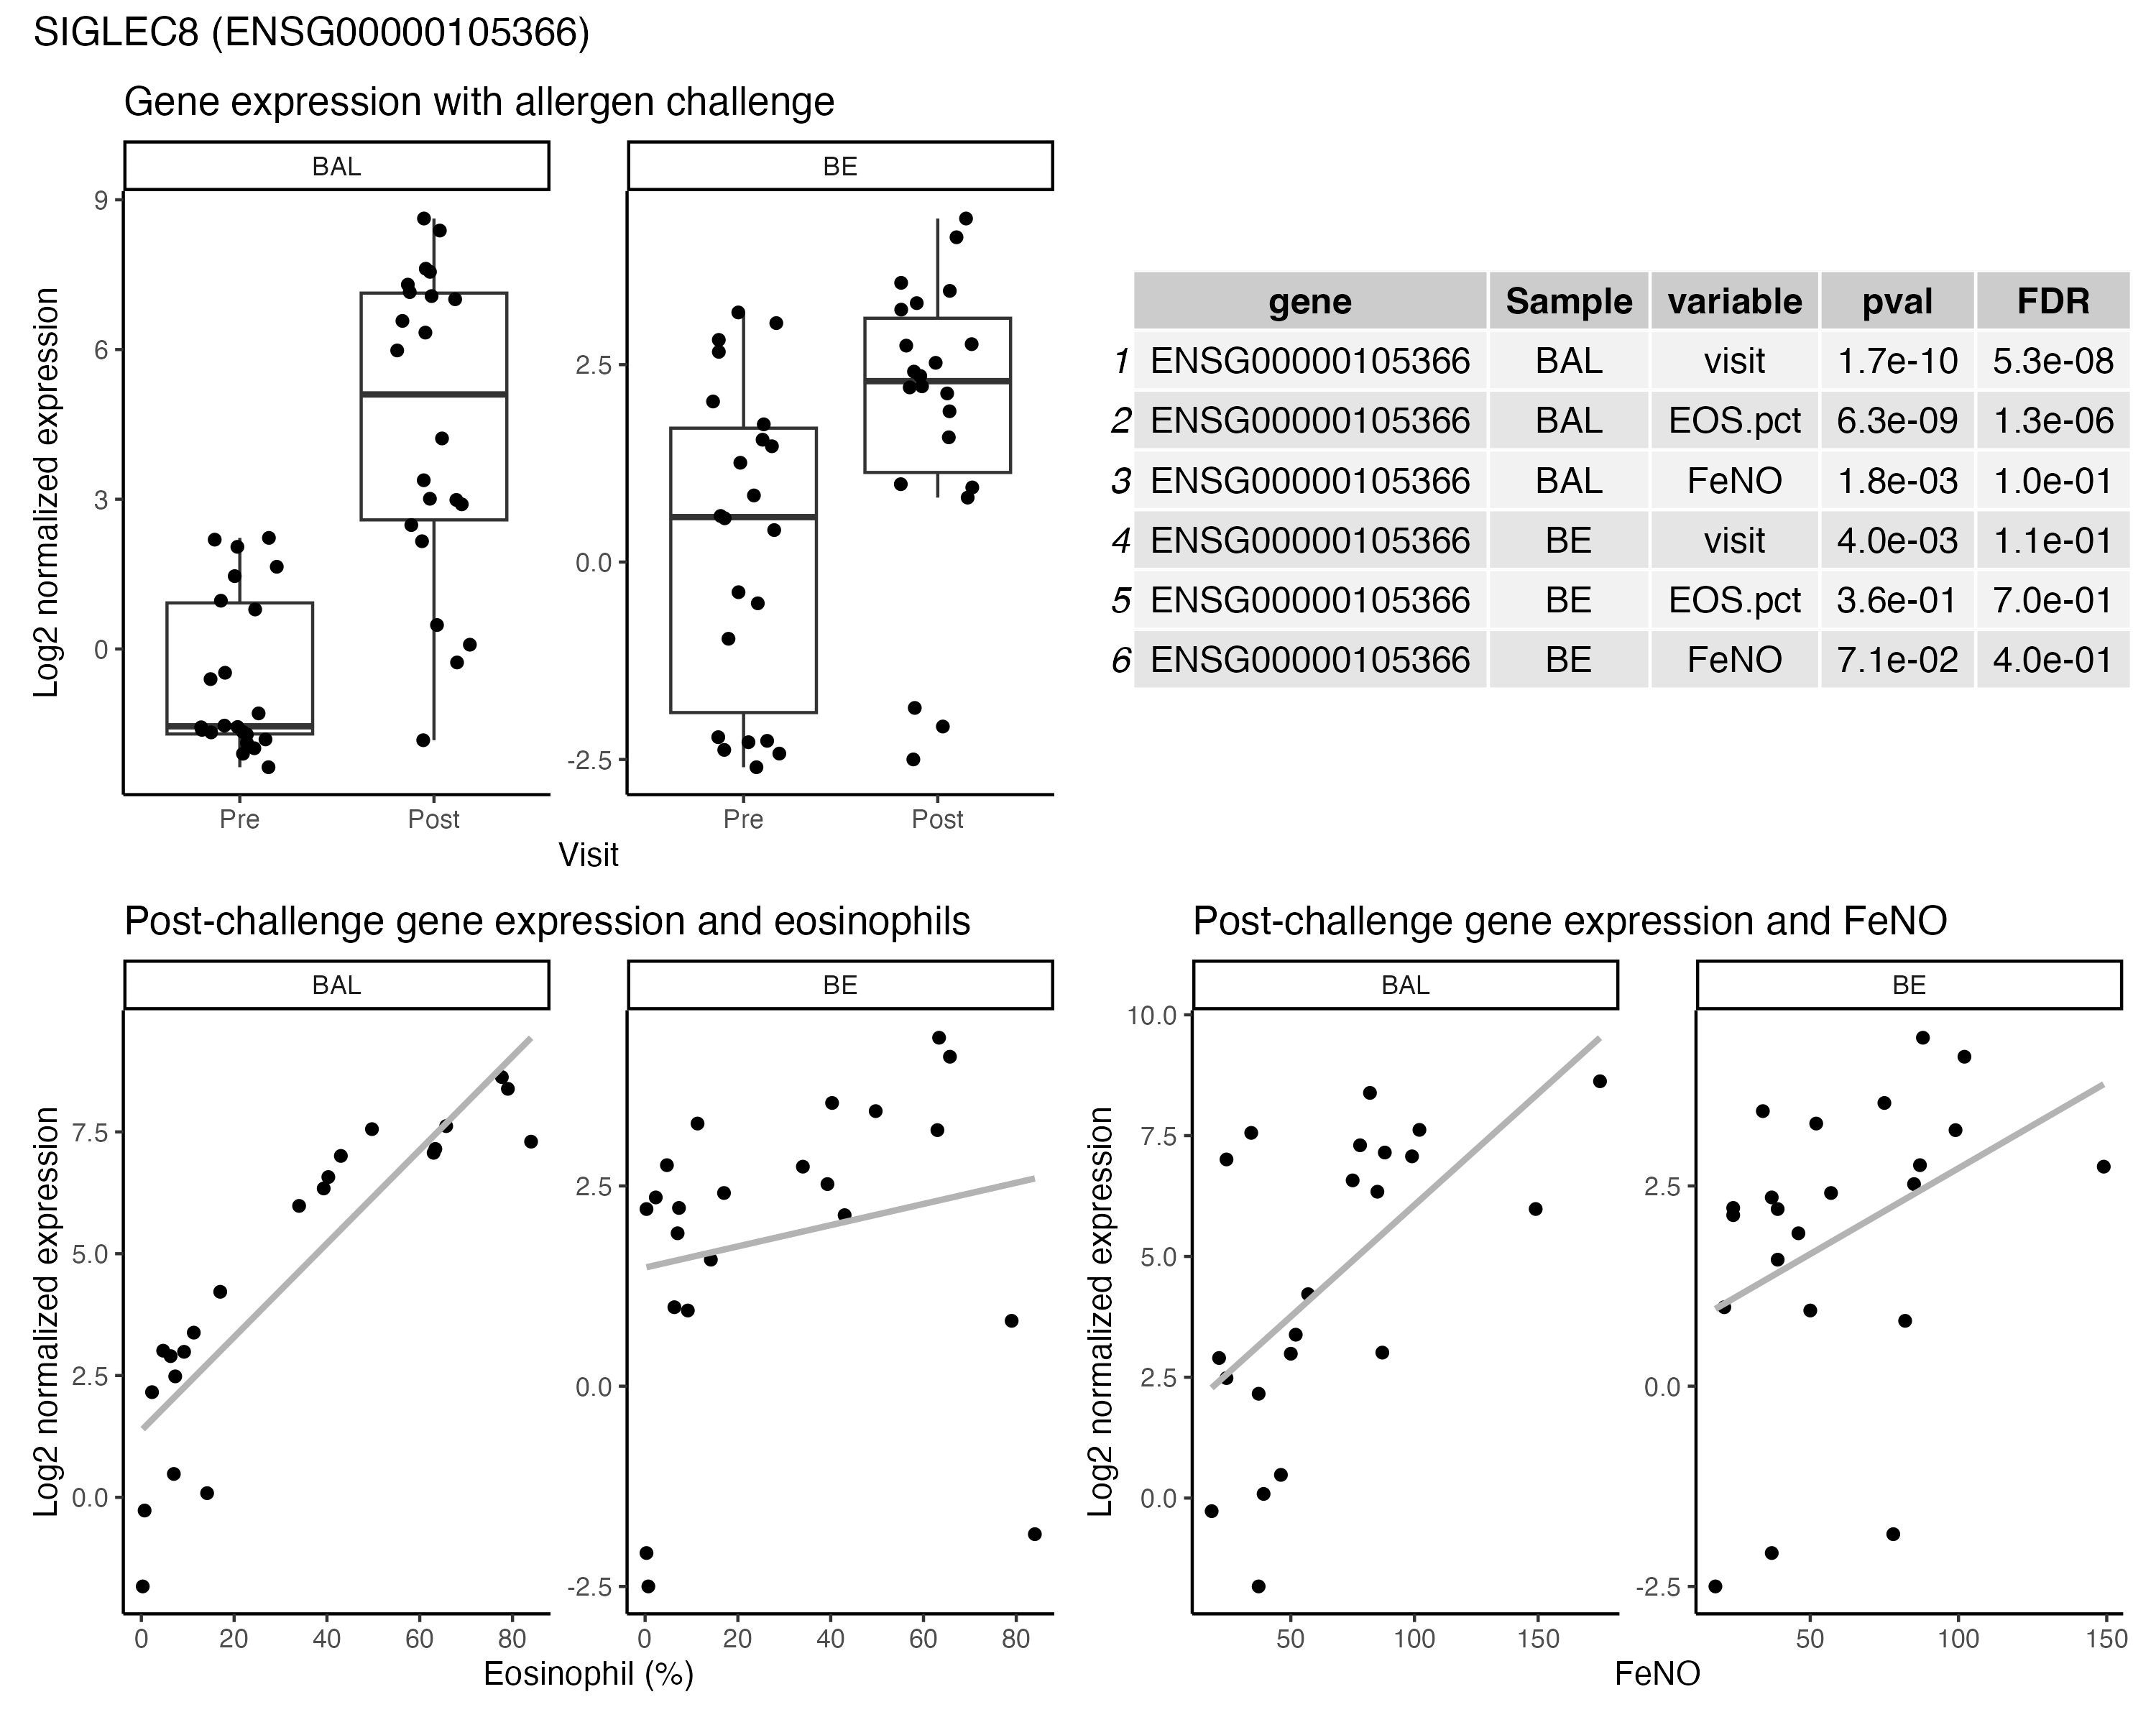 SIGLEC8 (ENSG00000105366)
Gene expression with allergen challenge
BAL
BE
Log2 normalized expression
9
6
3
0
2.5
0.0
-2.5
Pre
Post
Pre
Post
Visit
gene Sample variable pval FDR
1 ENSG00000105366 BAL visit 1.7e-10 5.3e-08
2 ENSG00000105366 BAL EOS.pct 6.3e-09 1.3e-06
3 ENSG00000105366 BAL FeNO 1.8e-03 1.0e-01
4 ENSG00000105366 BE visit 4.0e-03 1.1e-01
5 ENSG00000105366 BE EOS.pct 3.6e-01 7.0e-01
6 ENSG00000105366 BE FeNO 7.1e-02 4.0e-01
Post-challenge gene expression and eosinophils
BAL
BE
Log2 normalized expression
7.5
5.0
2.5
0.0
2.5
0.0
-2.5
0 20 40 60 80
0 20 40 60 80
Eosinophil (%)
Post-challenge gene expression and FeNO
BAL
BE
Log2 normalized expression
10.0
7.5
5.0
2.5
0.0
2.5
0.0
-2.5
50 100 150
50 100 150
FeNO